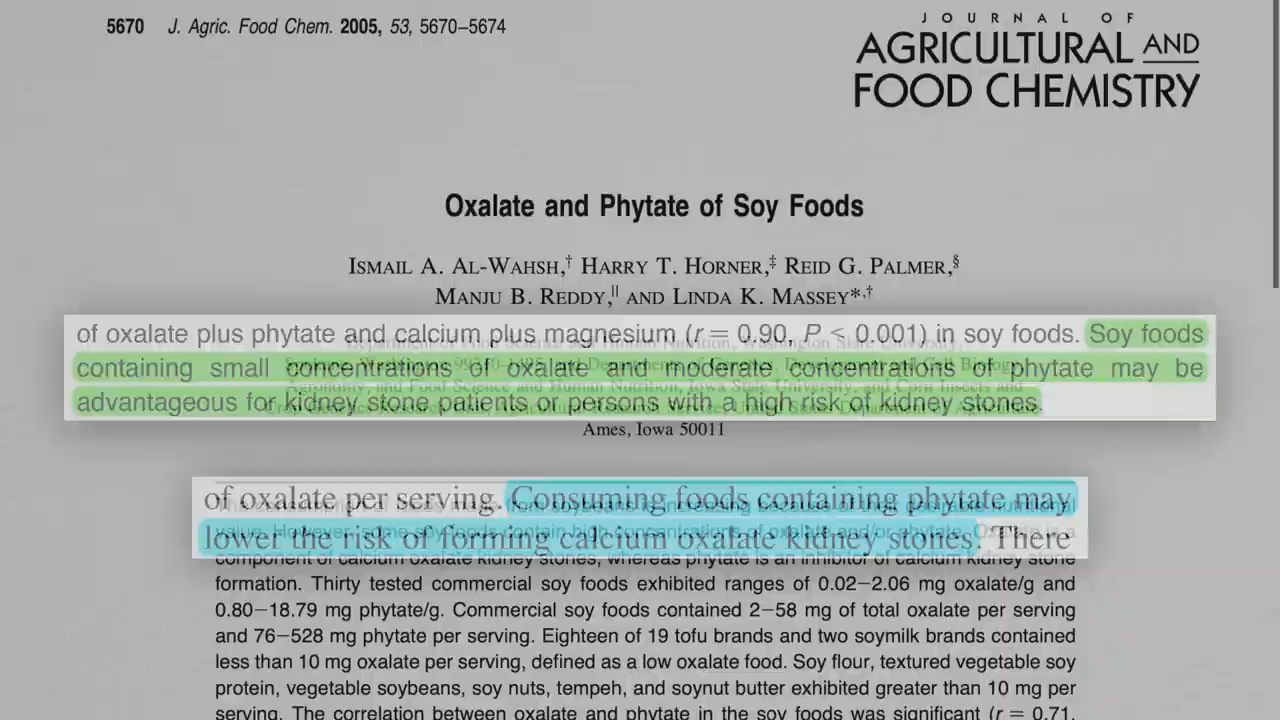 5670 J. Agric. Food Chem. 2005, 53, 5670−5674
JOURNAL OF
AGRICULTURAL AND
FOOD CHEMISTRY
Oxalate and Phytate of Soy Foods
ISMAIL A. AL-WAHSH,† HARRY T. HORNER,‡ REID G. PALMER,§
MANJU B. REDDY,|| AND LINDA K. MASSEY*,†
of oxalate plus phytate and calcium plus magnesium (r = 0.90, P < 0.001) in soy foods. Soy foods
containing small concentrations of oxalate and moderate concentrations of phytate may be
advantageous for kidney stone patients or persons with a high risk of kidney stones.
Ames, Iowa 50011
of oxalate per serving. Consuming foods containing phytate may
lower the risk of forming calcium oxalate kidney stones. There
component of calcium oxalate kidney stones, whereas phytate is an inhibitor of calcium kidney stone
formation. Thirty tested commercial soy foods exhibited ranges of 0.02−2.06 mg oxalate/g and
0.80−18.79 mg phytate/g. Commercial soy foods contained 2−58 mg of total oxalate per serving
and 76−528 mg phytate per serving. Eighteen of 19 tofu brands and two soymilk brands contained
less than 10 mg oxalate per serving, defined as a low oxalate food. Soy flour, textured vegetable soy
protein, vegetable soybeans, soy nuts, tempeh, and soynut butter exhibited greater than 10 mg per
serving. The correlation between oxalate and phytate in the soy foods was significant (r = 0.71,